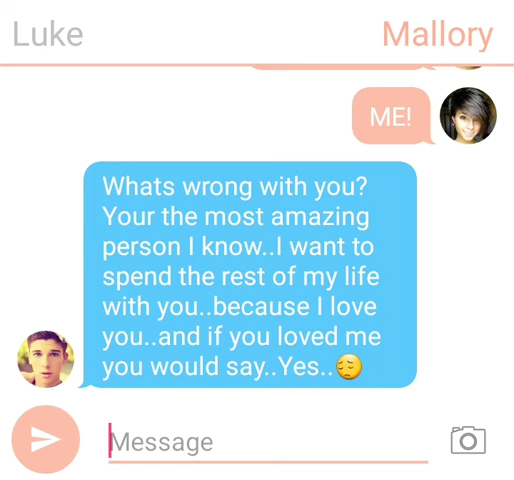 Luke Mallory
ME!
Whats wrong with you?
Your the most amazing
person I know..I want to
spend the rest of my life
with you..because I love
you..and if you loved me
you would say..Yes..😔
Message